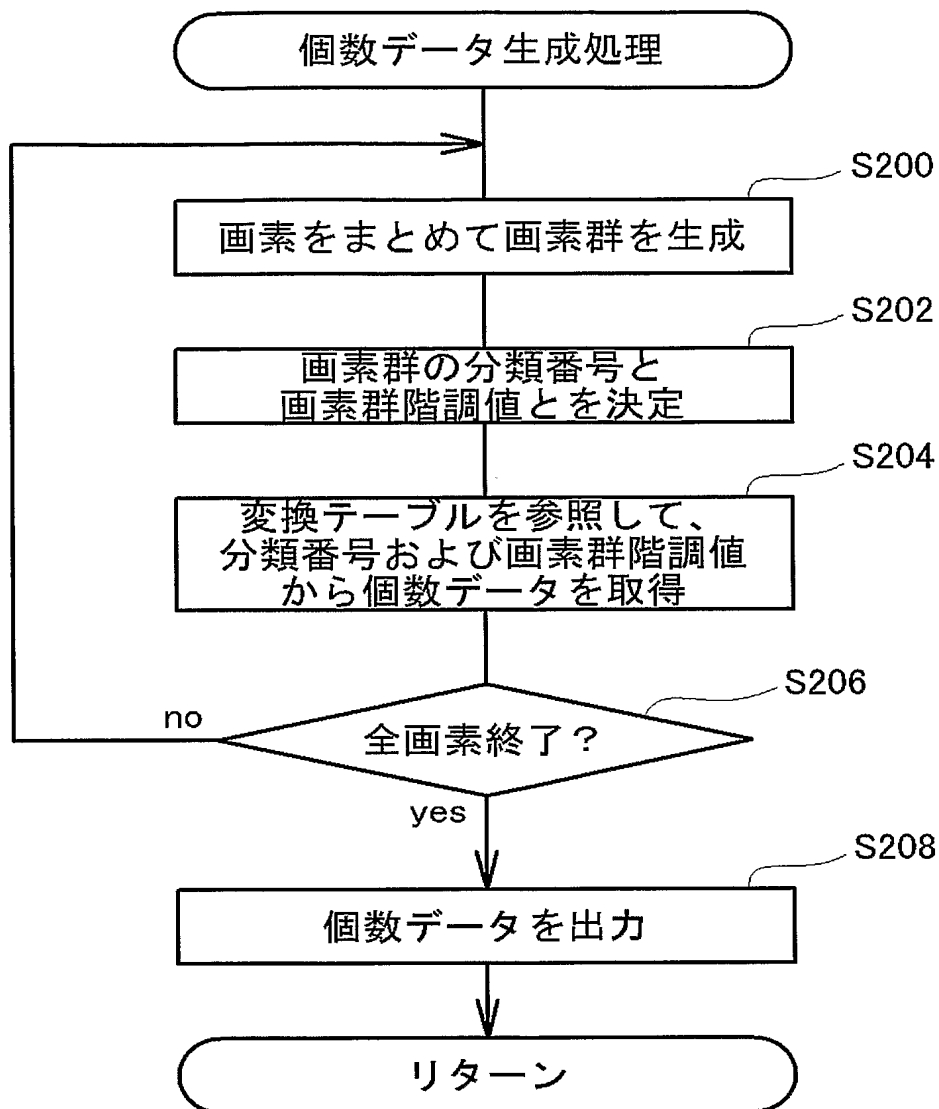 個数データ生成処理
S200
画素をまとめて画素群を生成
S202
画素群の分類番号と
画素群階調値とを決定
S204
変換テーブルを参照して、
分類番号および画素群階調値
から個数データを取得
S206
no
全画素終了？
yes
S208
個数データを出力
リターン